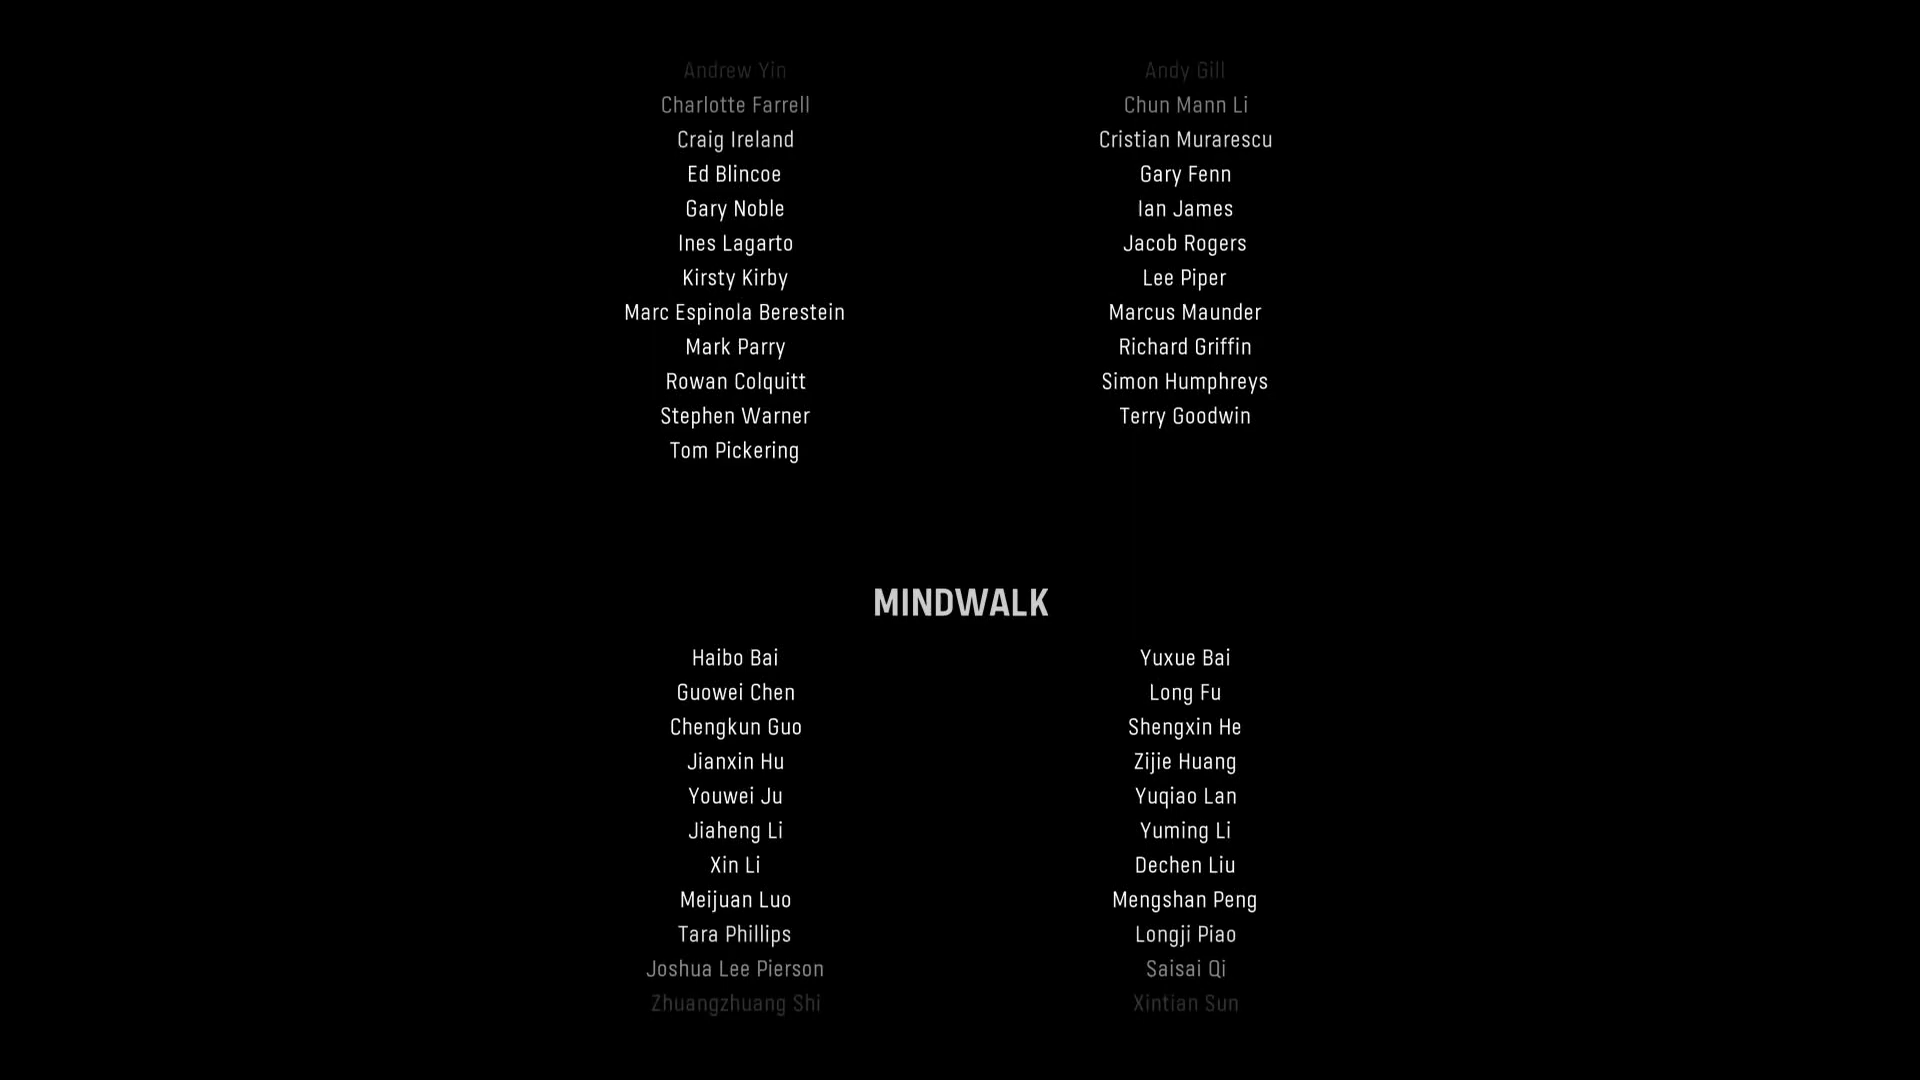 Andrew Yin Andy Gill
Charlotte Farrell Chun Mann Li
Craig Ireland Cristian Murarescu
Ed Blincoe Gary Fenn
Gary Noble Ian James
Ines Lagarto Jacob Rogers
Kirsty Kirby Lee Piper
Marc Espinola Berestein Marcus Maunder
Mark Parry Richard Griffin
Rowan Colquitt Simon Humphreys
Stephen Warner Terry Goodwin
Tom Pickering
MINDWALK
Haibo Bai Yuxue Bai
Guowei Chen Long Fu
Chengkun Guo Shengxin He
Jianxin Hu Zijie Huang
Youwei Ju Yuqiao Lan
Jiaheng Li Yuming Li
Xin Li Dechen Liu
Meijuan Luo Mengshan Peng
Tara Phillips Longji Piao
Joshua Lee Pierson Saisai Qi
Zhuangzhuang Shi Xintian Sun